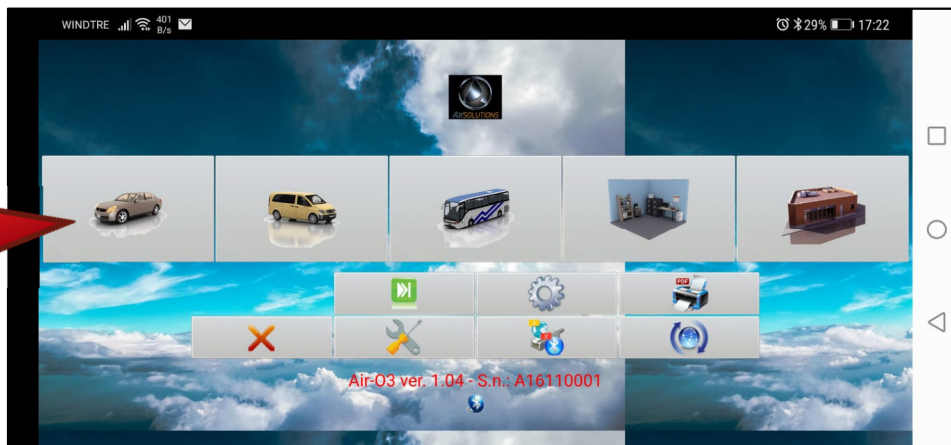 WINDTRE 401 B/s 29% 17:22
AIRSOLUTIONS
PDF
Air-O3 ver. 1.04 - S.n.: A16110001